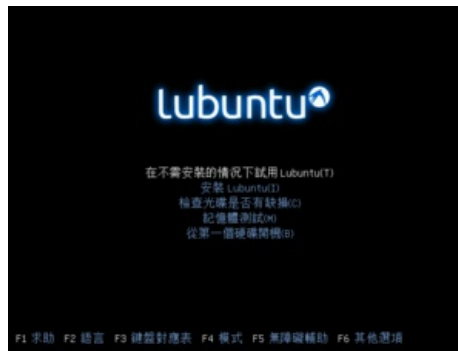 Lubuntu
在不需安裝的情況下試用 Lubuntu(T)
安裝 Lubuntu(I)
檢查光碟是否有缺損(C)
記憶體測試(M)
從第一個硬碟開機(B)
F1 求助 F2 語言 F3 鍵盤對應表 F4 模式 F5 無障礙輔助 F6 其他選項